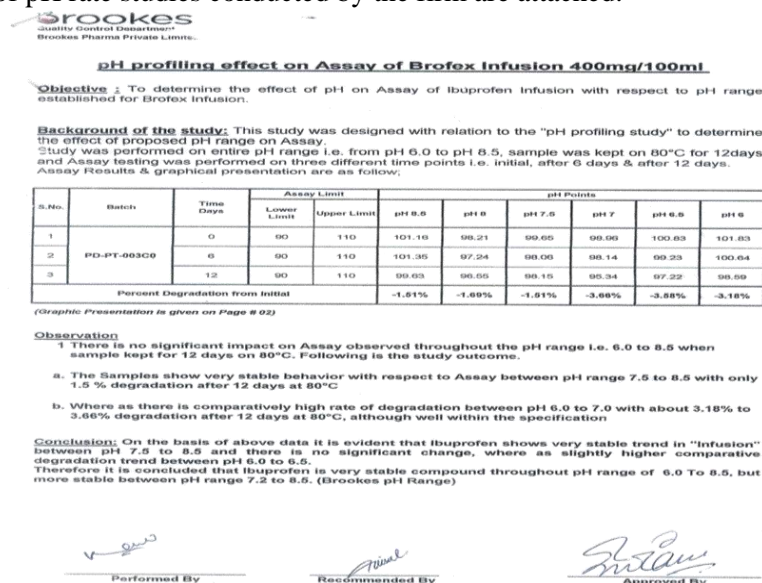 of pH rate studies conducted by the firm are attached.
Brookes
Quality Control Department
Brookes Pharma Private Limite
pH profiling effect on Assay of Brofex Infusion 400mg/100ml
Objective : To determine the effect of pH on Assay of Ibuprofen Infusion with respect to pH range
established for Brofex Infusion.
Background of the study: This study was designed with relation to the "pH profiling study" to determine
the effect of proposed pH range on Assay.
Study was performed on entire pH range i.e. from pH 6.0 to pH 8.5, sample was kept on 80°C for 12days
and Assay testing was performed on three different time points i.e. initial, after 6 days & after 12 days.
Assay Results & graphical presentation are as follow;
S.No. Batch Time Days Assay Limit pH Points
Lower Limit Upper Limit pH 8.5 pH 8 pH 7.5 pH 7 pH 6.5 pH 6
1 0 90 110 101.16 98.21 99.65 98.96 100.83 101.83
2 PD-PT-003C0 6 90 110 101.35 97.24 98.06 98.14 99.23 100.64
3 12 90 110 99.63 96.55 98.15 95.34 97.22 98.59
Percent Degradation from Initial -1.51% -1.69% -1.51% -3.66% -3.58% -3.18%
(Graphic Presentation is given on Page # 02)
Observation
1 There is no significant impact on Assay observed throughout the pH range i.e. 6.0 to 8.5 when
sample kept for 12 days on 80°C. Following is the study outcome.
a. The Samples show very stable behavior with respect to Assay between pH range 7.5 to 8.5 with only
1.5 % degradation after 12 days at 80°C
b. Where as there is comparatively high rate of degradation between pH 6.0 to 7.0 with about 3.18% to
3.66% degradation after 12 days at 80°C, although well within the specification
Conclusion: On the basis of above data it is evident that Ibuprofen shows very stable trend in "Infusion"
between pH 7.5 to 8.5 and there is no significant change, where as slightly higher comparative
degradation trend between pH 6.0 to 6.5.
Therefore it is concluded that Ibuprofen is very stable compound throughout pH range of 6.0 To 8.5, but
more stable between pH range 7.2 to 8.5. (Brookes pH Range)
Performed By Recommended By Approved By